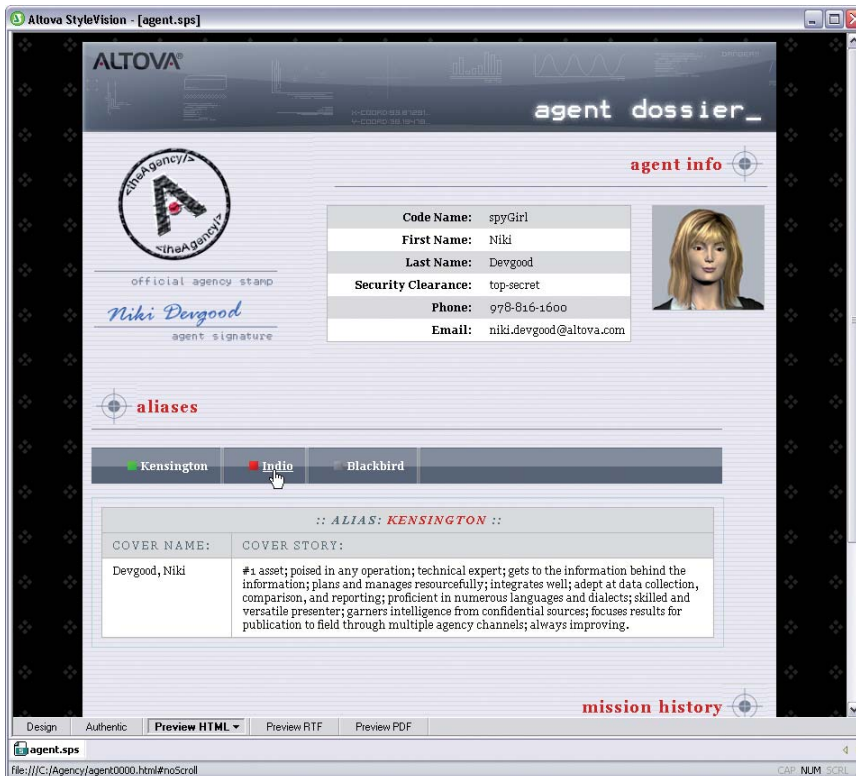 Altova StyleVision - [agent.sps]
ALTOVA®
agent dossier_
<theAgency/>
<theAgency/>
official agency stamp
Niki Devgood
agent signature
agent info
Code Name: spyGirl
First Name: Niki
Last Name: Devgood
Security Clearance: top-secret
Phone: 978-816-1600
Email: niki.devgood@altova.com
aliases
Kensington Indio Blackbird
:: ALIAS: KENSINGTON ::
COVER NAME: COVER STORY:
Devgood, Niki
#1 asset; poised in any operation; technical expert; gets to the information behind the
information; plans and manages resourcefully; integrates well; adept at data collection,
comparison, and reporting; proficient in numerous languages and dialects; skilled and
versatile presenter; garners intelligence from confidential sources; focuses results for
publication to field through multiple agency channels; always improving.
mission history
Design Authentic Preview HTML Preview RTF Preview PDF
agent.sps
file:///C:/Agency/agent0000.html#noScroll CAP NUM SCRL